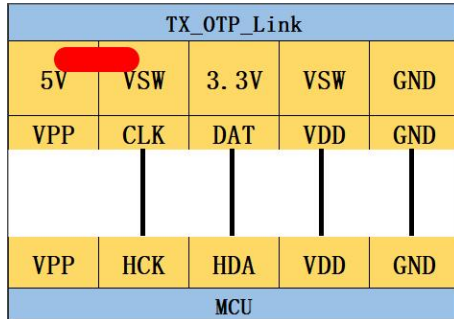 TX_OTP_Link
5V VSW 3.3V VSW GND
VPP CLK DAT VDD GND
VPP HCK HDA VDD GND
MCU